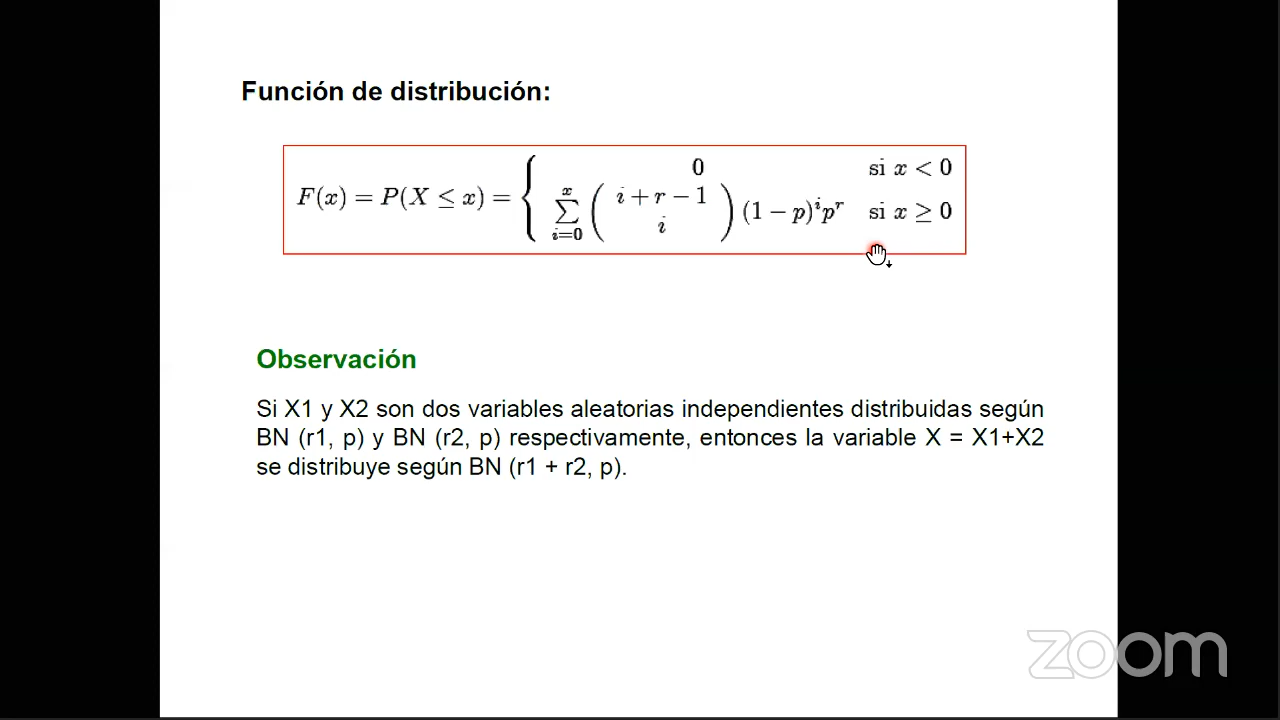 Función de distribución:
F(x) = P(X ≤ x) = { 0 si x < 0
∑_{i=0}^{x} ( i + r − 1 \choose i ) (1 − p)^i p^r si x ≥ 0
Observación
Si X1 y X2 son dos variables aleatorias independientes distribuidas según
BN (r1, p) y BN (r2, p) respectivamente, entonces la variable X = X1+X2
se distribuye según BN (r1 + r2, p).
zoom